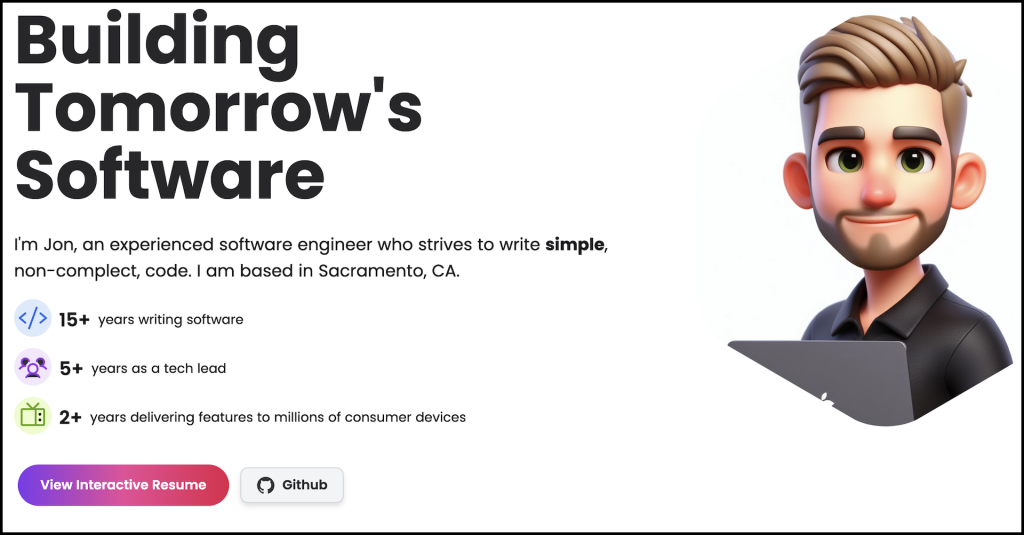 Building
Tomorrow's
Software
I'm Jon, an experienced software engineer who strives to write simple,
non-complect, code. I am based in Sacramento, CA.
15+ years writing software
5+ years as a tech lead
2+ years delivering features to millions of consumer devices
View Interactive Resume
Github